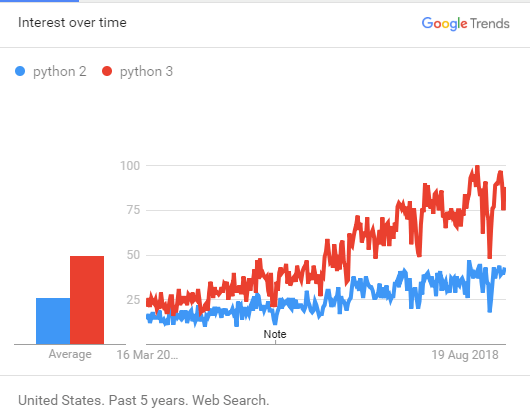 Interest over time
Google Trends
python 2 python 3
100
75
50
25
Note
Average 16 Mar 20... 19 Aug 2018
United States. Past 5 years. Web Search.